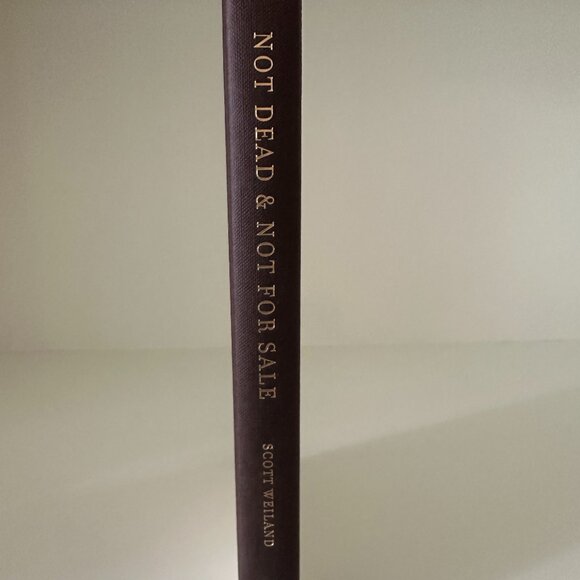 NOT DEAD & NOT FOR SALE
SCOTT WEILAND